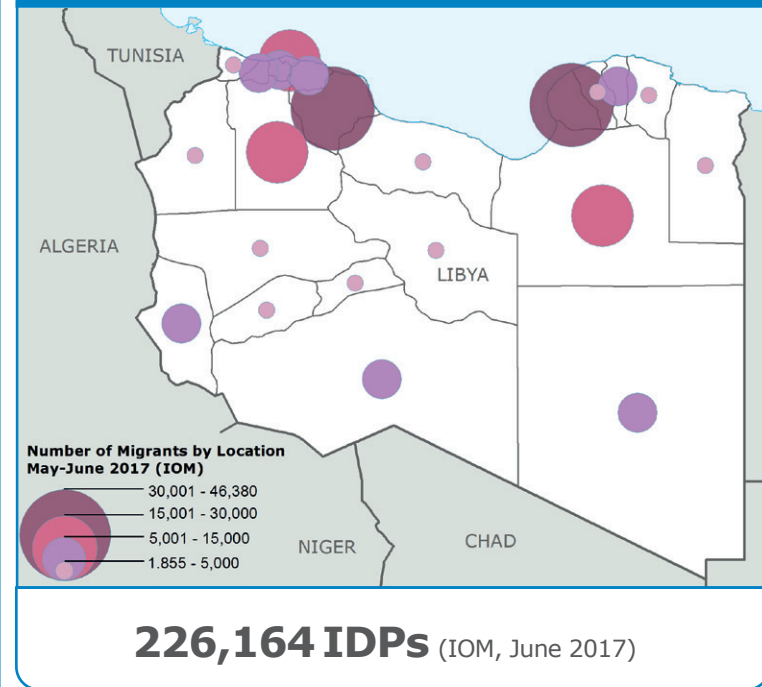 TUNISIA
ALGERIA
LIBYA
Number of Migrants by Location
May-June 2017 (IOM)
30,001 - 46,380
15,001 - 30,000
5,001 - 15,000
1.855 - 5,000
NIGER
CHAD
226,164 IDPs (IOM, June 2017)